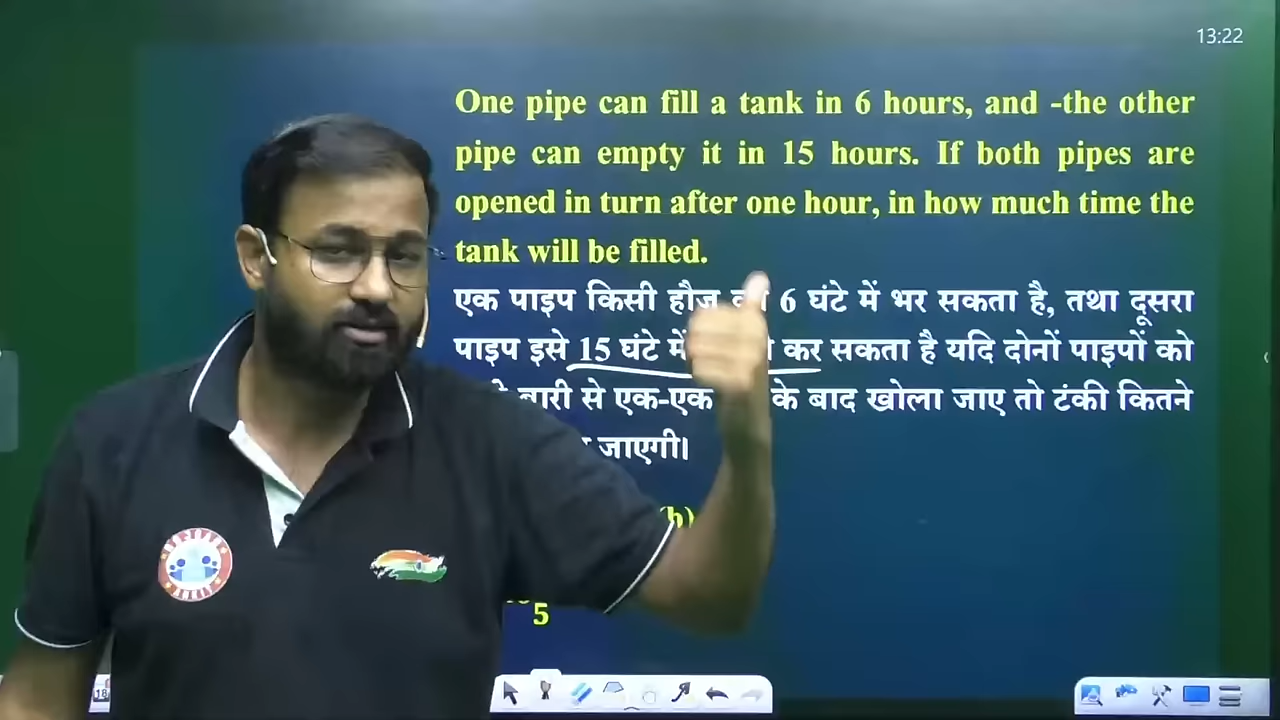 13:22
One pipe can fill a tank in 6 hours, and -the other
pipe can empty it in 15 hours. If both pipes are
opened in turn after one hour, in how much time the
tank will be filled.
एक पाइप किसी हौज़ 6 घंटे में भर सकता है, तथा दूसरा
पाइप इसे 15 घंटे में कर सकता है यदि दोनों पाइपों को
बारी से एक-एक के बाद खोला जाए तो टंकी कितने
जाएगी।
(b)
5